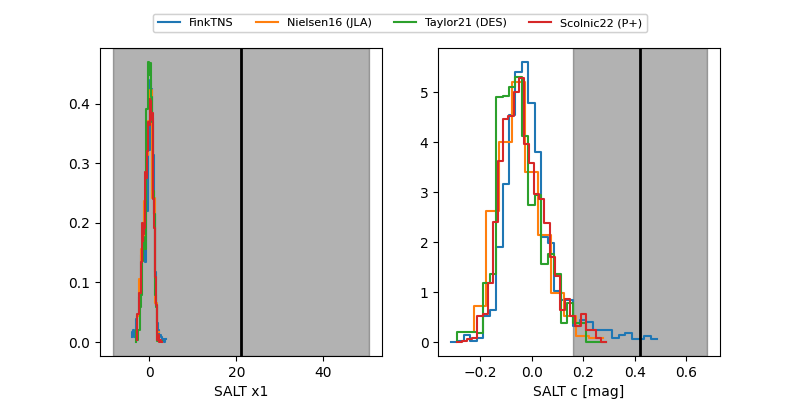 FinkTNS Nielsen16 (JLA) Taylor21 (DES) Scolnic22 (P+)
0.4
0.3
0.2
0.1
0.0
0 20 40
SALT x1
5
4
3
2
1
0
−0.2 0.0 0.2 0.4 0.6
SALT c [mag]